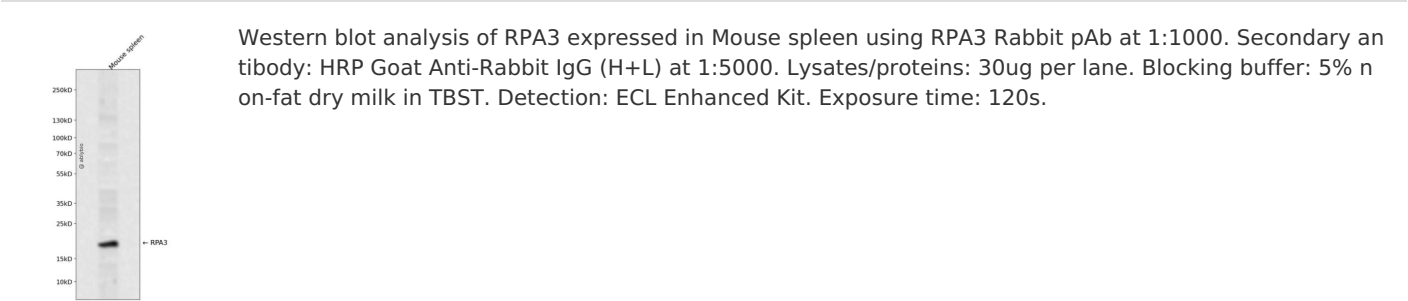 Mouse spleen
250kD
130kD
100kD
70kD
55kD
35kD
25kD
15kD
10kD
@ ablybio
← RPA3
Western blot analysis of RPA3 expressed in Mouse spleen using RPA3 Rabbit pAb at 1:1000. Secondary an
tibody: HRP Goat Anti-Rabbit IgG (H+L) at 1:5000. Lysates/proteins: 30ug per lane. Blocking buffer: 5% n
on-fat dry milk in TBST. Detection: ECL Enhanced Kit. Exposure time: 120s.